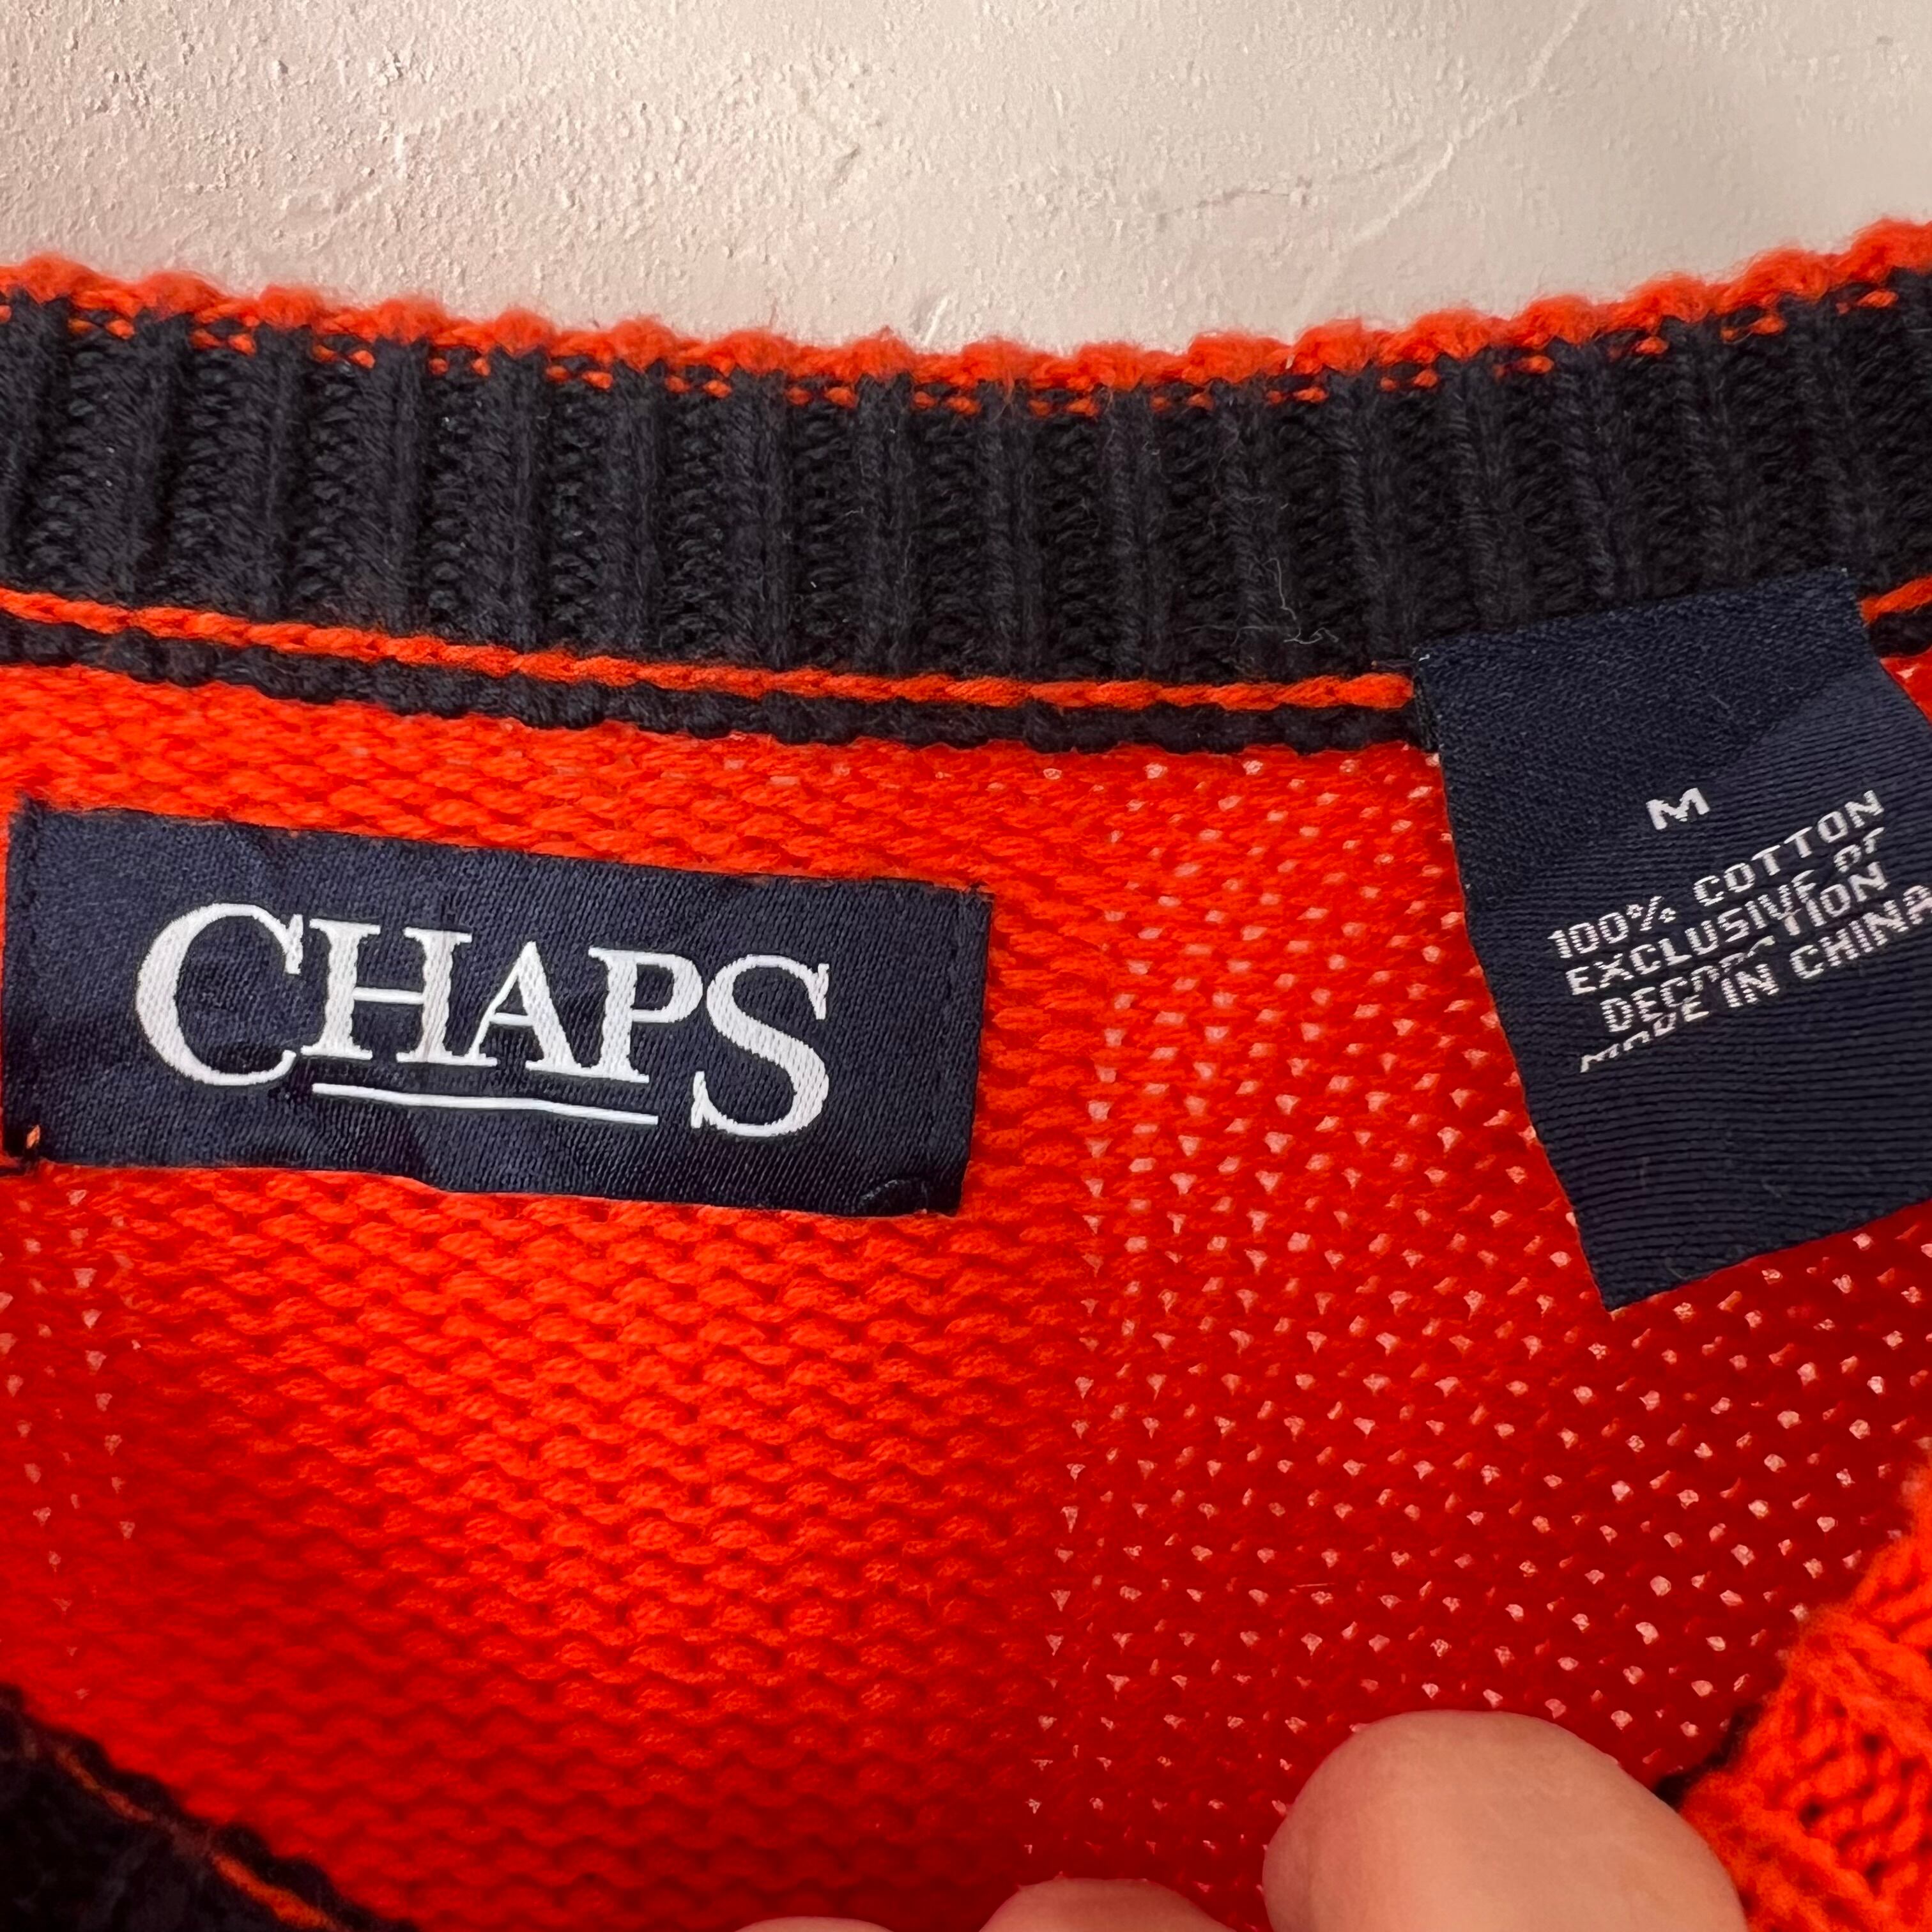 CHAPS
M
100% COTTON
EXCLUSIVE OF
DECORATION
MADE IN CHINA